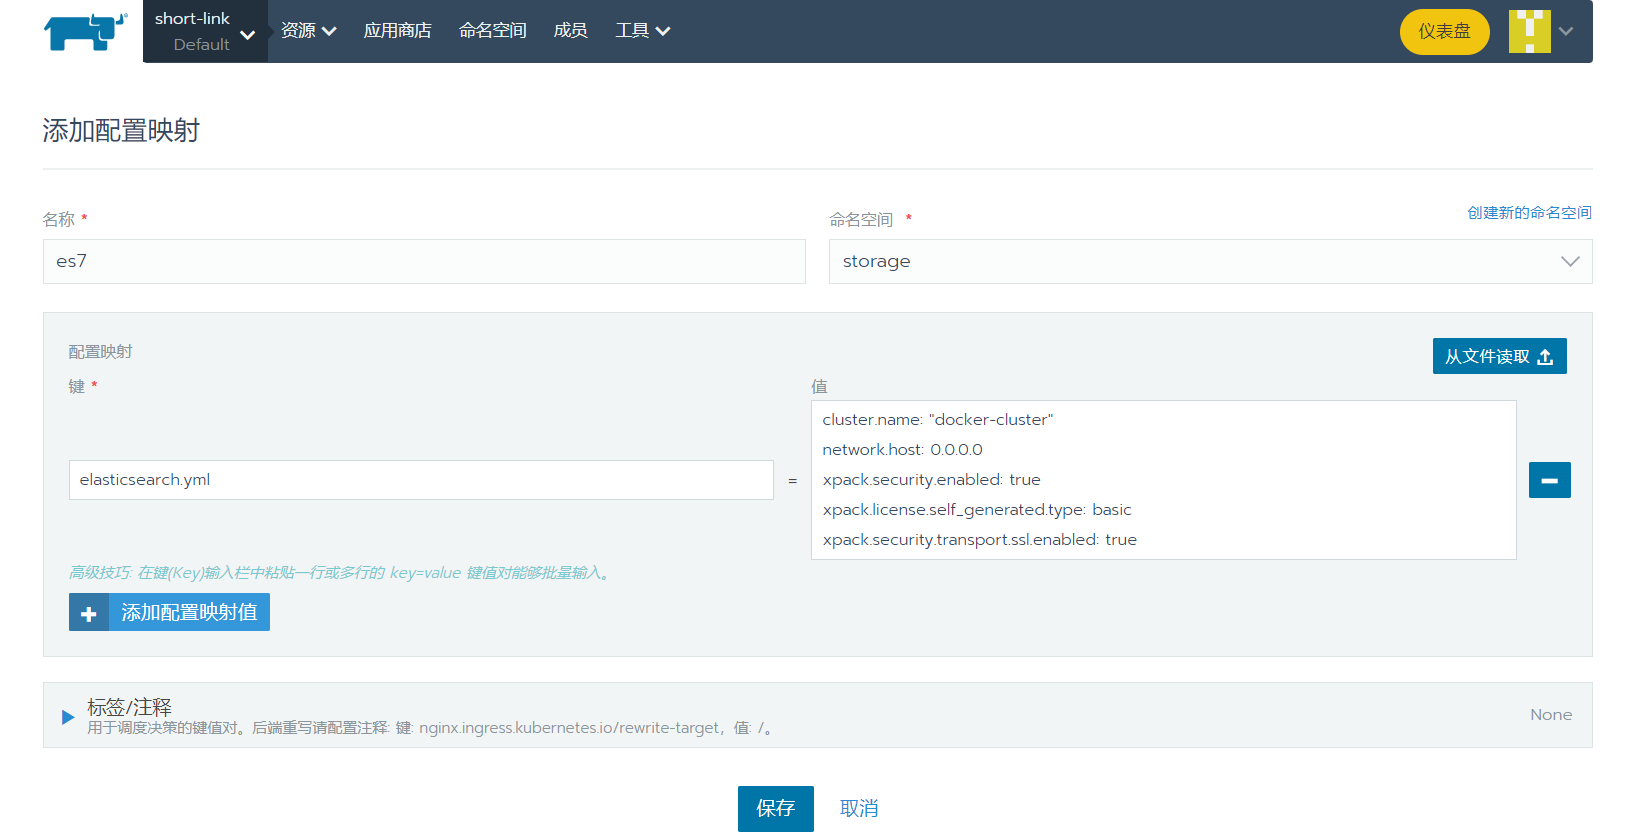 short-link
Default
资源
应用商店
命名空间
成员
工具
仪表盘
添加配置映射
名称 *
命名空间 *
创建新的命名空间
es7
storage
配置映射
从文件读取
键 *
值
elasticsearch.yml
=
cluster.name: "docker-cluster"
network.host: 0.0.0.0
xpack.security.enabled: true
xpack.license.self_generated.type: basic
xpack.security.transport.ssl.enabled: true
高级技巧: 在键(Key)输入栏中粘贴一行或多行的 key=value 键值对能够批量输入。
添加配置映射值
标签/注释
用于调度决策的键值对。后端重写请配置注释: 键: nginx.ingress.kubernetes.io/rewrite-target，值: /。
None
保存
取消